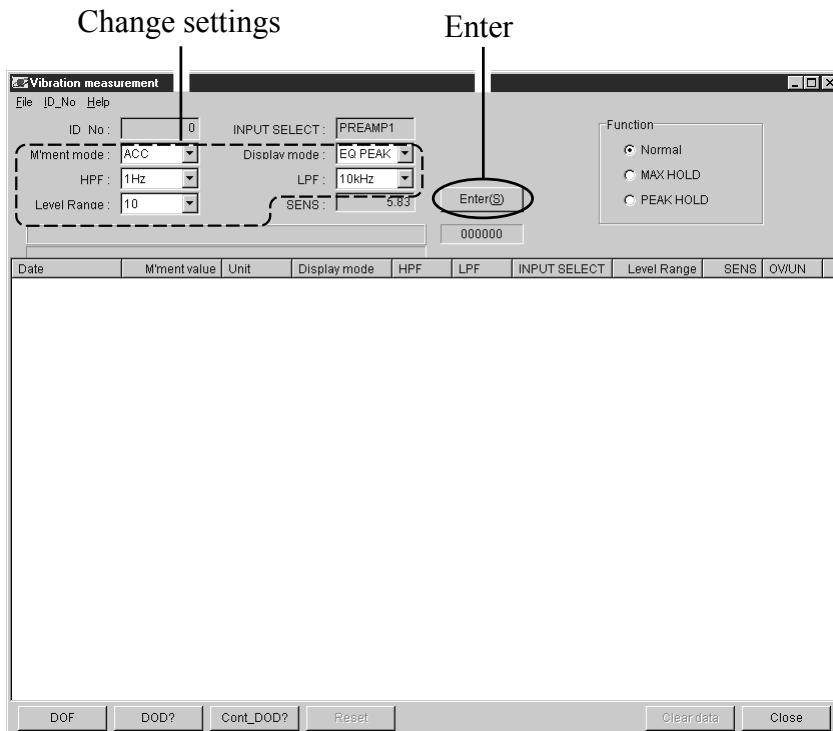 Change settings Enter
Vibration measurement
File ID_No Help
ID No : 0 INPUT SELECT : PREAMP1 Function
M'ment mode : ACC Display mode : EQ PEAK Normal
HPF : 1Hz LPF : 10kHz MAX HOLD
Level Range : 10 SENS : 5.83 Enter(S) PEAK HOLD
000000
Date M'ment value Unit Display mode HPF LPF INPUT SELECT Level Range SENS OV/UN
DOF DOD? Cont_DOD? Reset Clear data Close